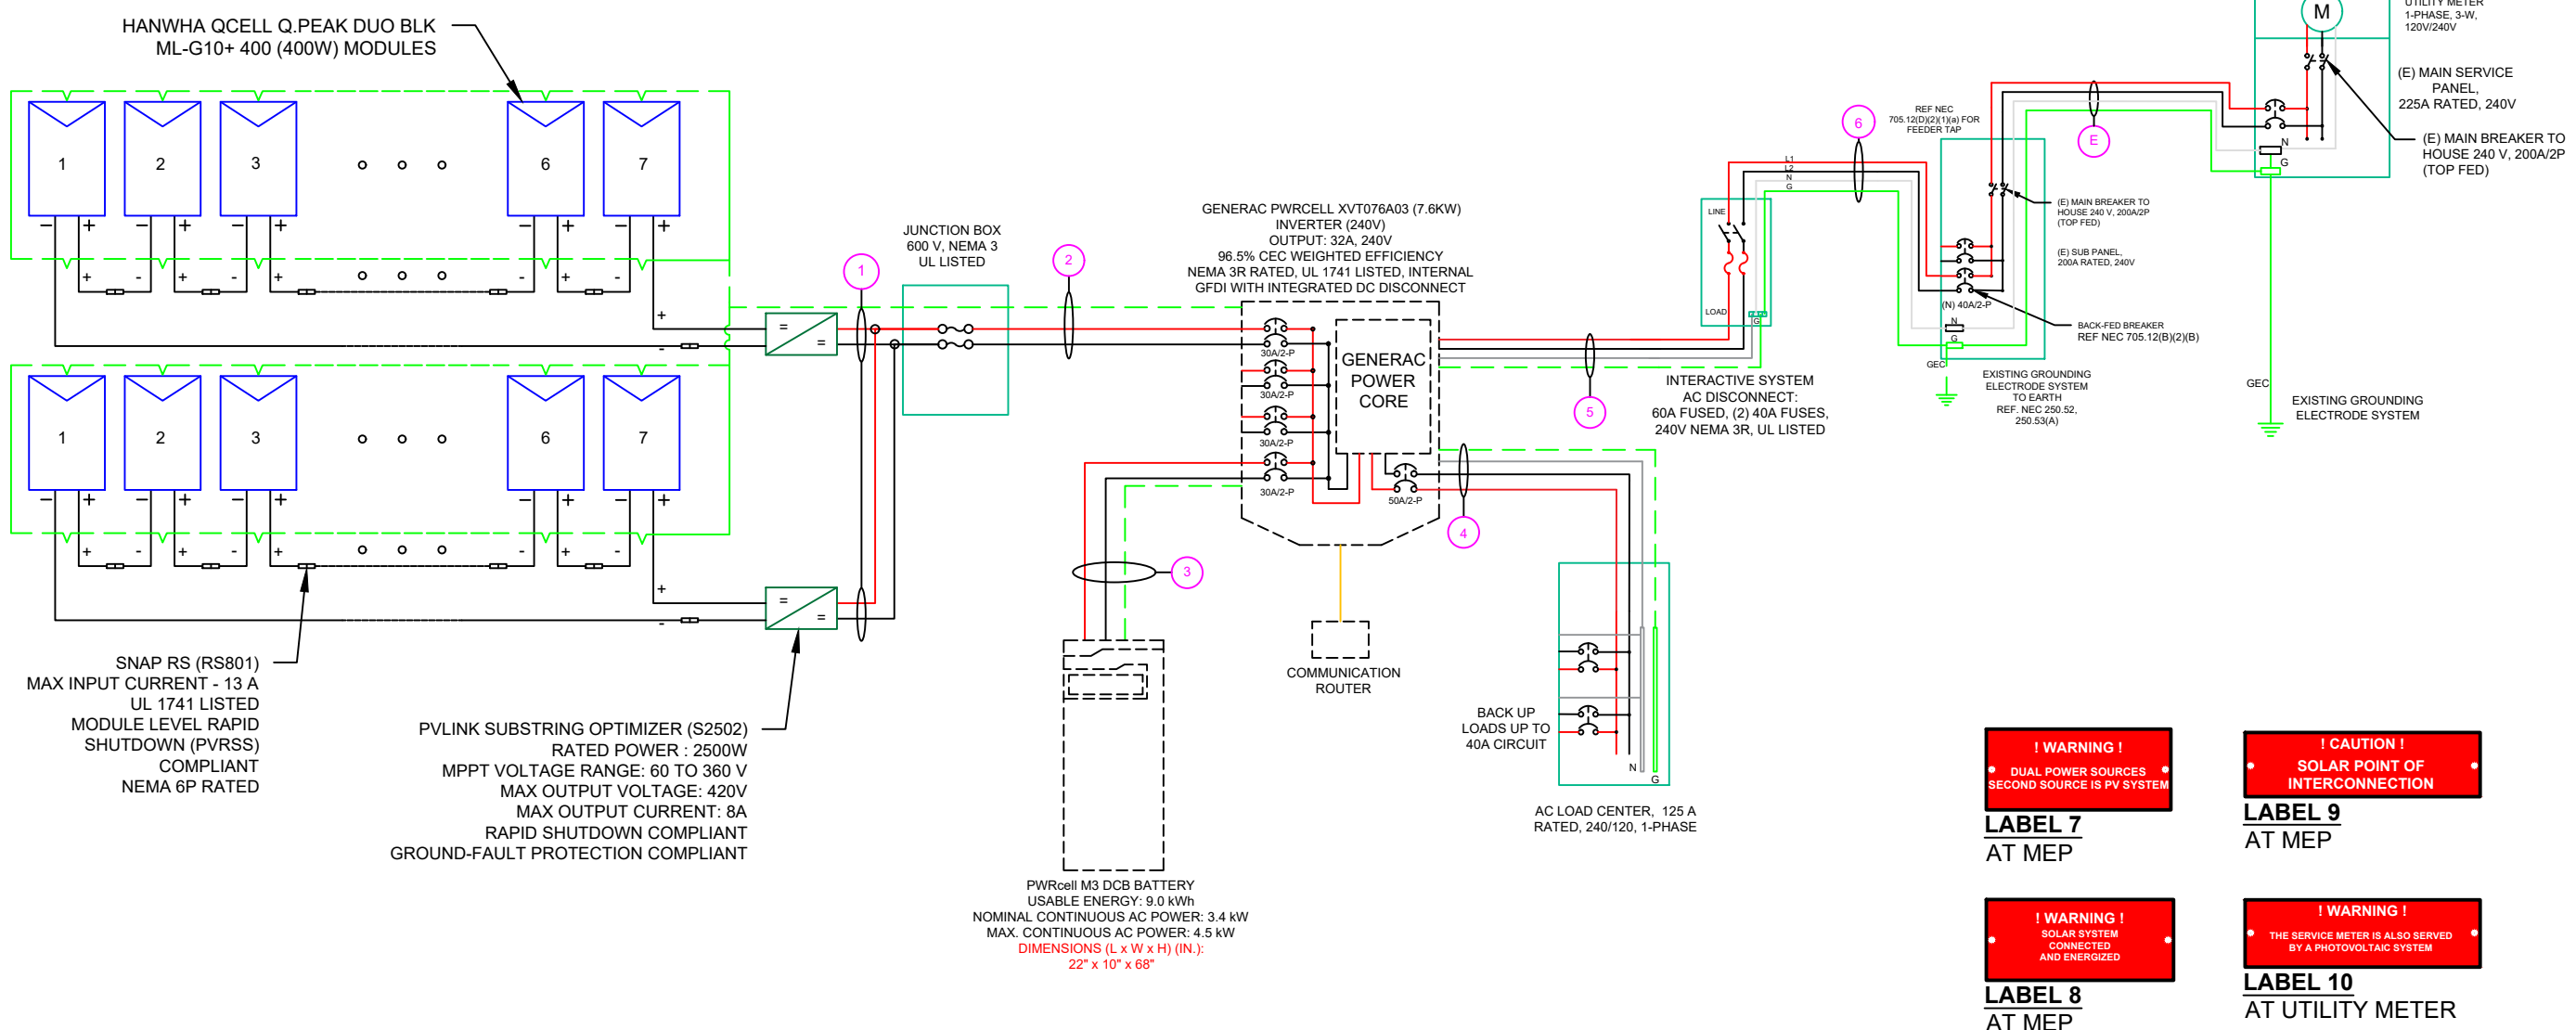 HANWHA QCELL Q.PEAK DUO BLK
ML-G10+ 400 (400W) MODULES
1
2
3
6
7
− + − + − + − + − +
+ - + - + - + -
+
-
1
2
3
6
7
− + − + − + − + − +
+ - + - + - + -
+
-
SNAP RS (RS801)
MAX INPUT CURRENT - 13 A
UL 1741 LISTED
MODULE LEVEL RAPID
SHUTDOWN (PVRSS)
COMPLIANT
NEMA 6P RATED
= =
= =
PVLINK SUBSTRING OPTIMIZER (S2502)
RATED POWER : 2500W
MPPT VOLTAGE RANGE: 60 TO 360 V
MAX OUTPUT VOLTAGE: 420V
MAX OUTPUT CURRENT: 8A
RAPID SHUTDOWN COMPLIANT
GROUND-FAULT PROTECTION COMPLIANT
1
JUNCTION BOX
600 V, NEMA 3
UL LISTED
2
GENERAC PWRCELL XVT076A03 (7.6KW)
INVERTER (240V)
OUTPUT: 32A, 240V
96.5% CEC WEIGHTED EFFICIENCY
NEMA 3R RATED, UL 1741 LISTED, INTERNAL
GFDI WITH INTEGRATED DC DISCONNECT
30A/2-P
30A/2-P
30A/2-P
30A/2-P
GENERAC
POWER
CORE
50A/2-P
3
4
5
PWRcell M3 DCB BATTERY
USABLE ENERGY: 9.0 kWh
NOMINAL CONTINUOUS AC POWER: 3.4 kW
MAX. CONTINUOUS AC POWER: 4.5 kW
DIMENSIONS (L x W x H) (IN.):
22" x 10" x 68"
COMMUNICATION
ROUTER
BACK UP
LOADS UP TO
40A CIRCUIT
N
G
AC LOAD CENTER, 125 A
RATED, 240/120, 1-PHASE
LINE
LOAD
G
INTERACTIVE SYSTEM
AC DISCONNECT:
60A FUSED, (2) 40A FUSES,
240V NEMA 3R, UL LISTED
L1
L2
N
G
6
REF NEC
705.12(D)(2)(1)(a) FOR
FEEDER TAP
(E) MAIN BREAKER TO
HOUSE 240 V, 200A/2P
(TOP FED)
(E) SUB PANEL,
200A RATED, 240V
(N) 40A/2-P
N
G
BACK-FED BREAKER
REF NEC 705.12(B)(2)(B)
GEC
EXISTING GROUNDING
ELECTRODE SYSTEM
TO EARTH
REF. NEC 250.52,
250.53(A)
E
M
UTILITY METER
1-PHASE, 3-W,
120V/240V
(E) MAIN SERVICE
PANEL,
225A RATED, 240V
(E) MAIN BREAKER TO
HOUSE 240 V, 200A/2P
(TOP FED)
N
G
GEC
EXISTING GROUNDING
ELECTRODE SYSTEM
! WARNING !
DUAL POWER SOURCES
SECOND SOURCE IS PV SYSTEM
LABEL 7
AT MEP
! CAUTION !
SOLAR POINT OF
INTERCONNECTION
LABEL 9
AT MEP
! WARNING !
SOLAR SYSTEM
CONNECTED
AND ENERGIZED
LABEL 8
AT MEP
! WARNING !
THE SERVICE METER IS ALSO SERVED
BY A PHOTOVOLTAIC SYSTEM
LABEL 10
AT UTILITY METER